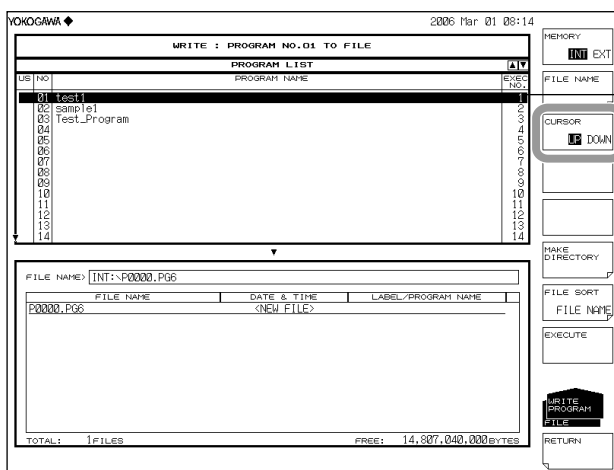 YOKOGAWA ◆ 2006 Mar 01 08:14
WRITE : PROGRAM NO.01 TO FILE
PROGRAM LIST
US NO PROGRAM NAME EXEC NO.
01 test1 1
02 sample1 2
03 Test_Program 3
04 4
05 5
06 6
07 7
08 8
09 9
10 10
11 11
12 12
13 13
14 14
FILE NAME> INT:\P0000.PG6
FILE NAME DATE & TIME LABEL/PROGRAM NAME
P0000.PG6 <NEW FILE>
TOTAL: 1FILES FREE: 14,807,040,000BYTES
MEMORY
INT EXT
FILE NAME
CURSOR
UP DOWN
MAKE
DIRECTORY
FILE SORT
FILE NAME
EXECUTE
WRITE
PROGRAM
FILE
RETURN